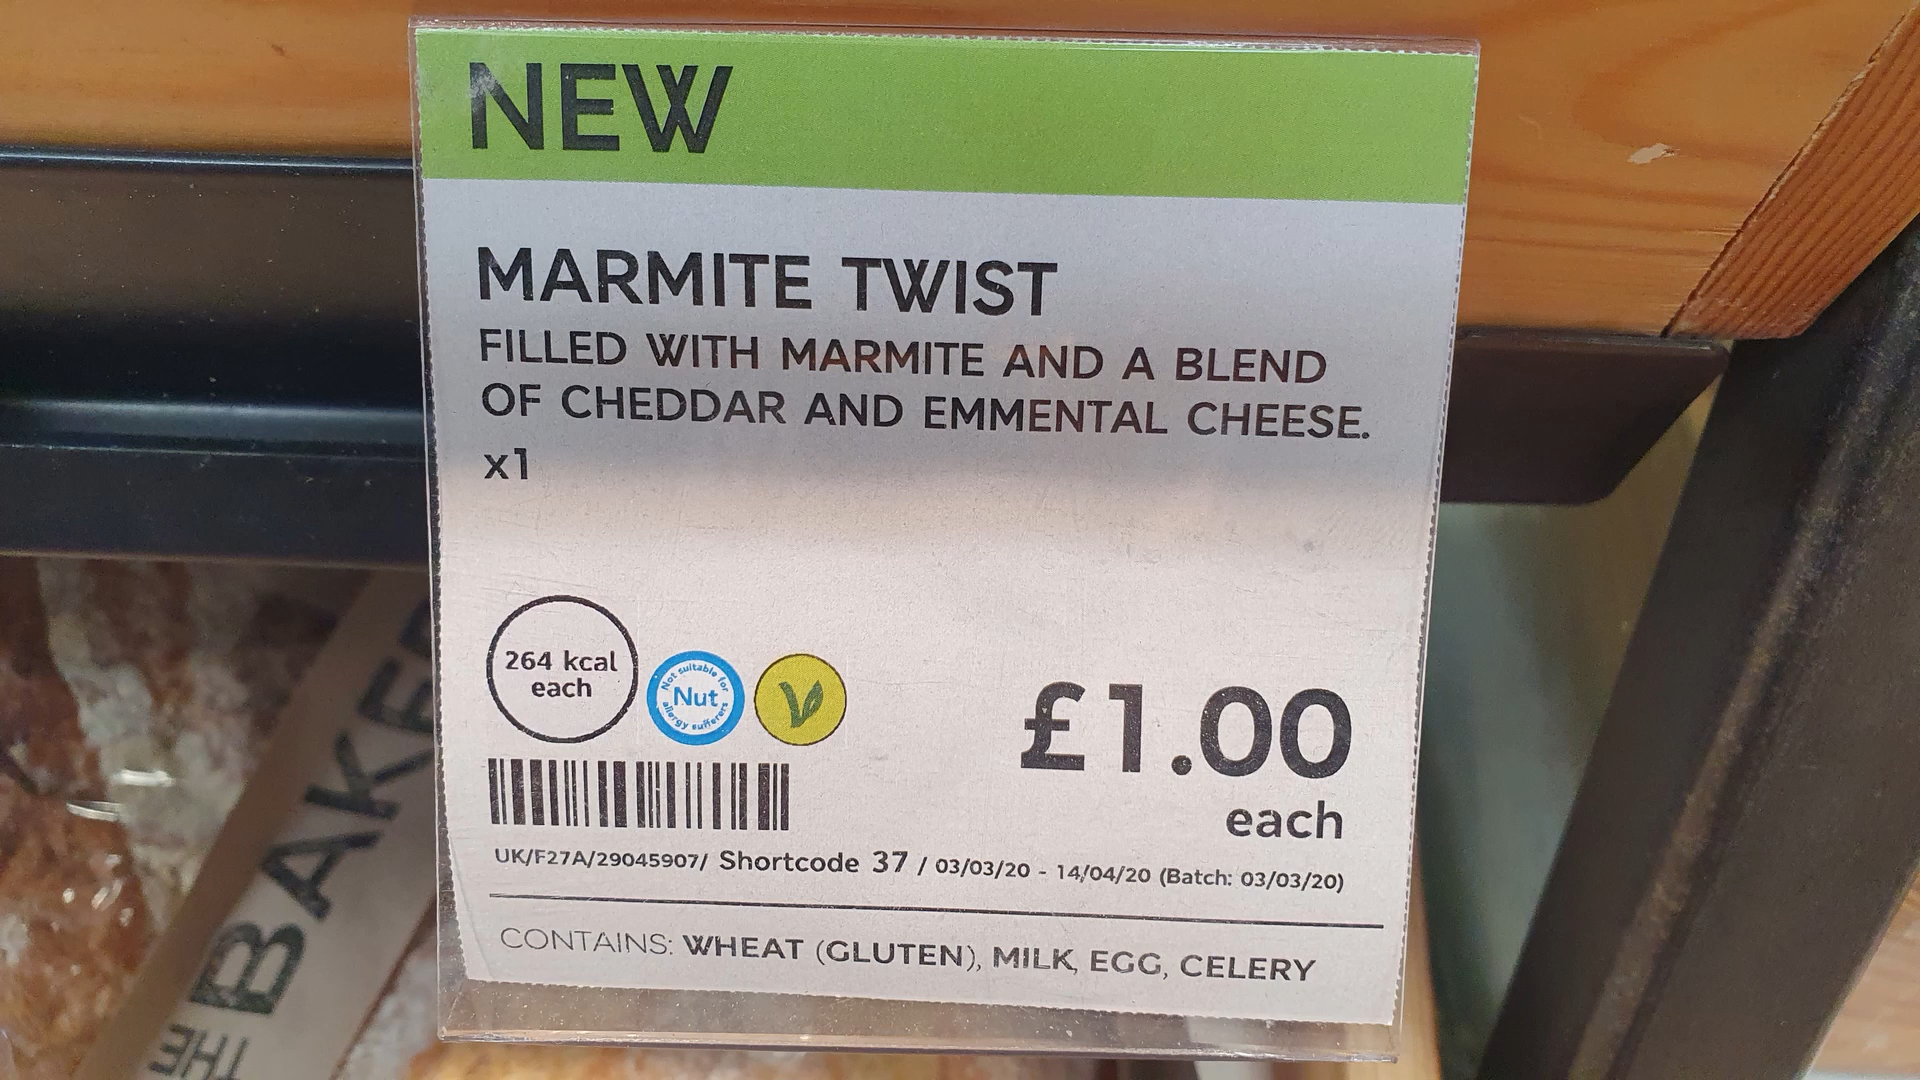 NEW
MARMITE TWIST
FILLED WITH MARMITE AND A BLEND
OF CHEDDAR AND EMMENTAL CHEESE.
x1
264 kcal
each
Not suitable for
Nut
allergy sufferers
V
£1.00
each
UK/F27A/29045907/ Shortcode 37 / 03/03/20 - 14/04/20 (Batch: 03/03/20)
CONTAINS: WHEAT (GLUTEN), MILK, EGG, CELERY
THE